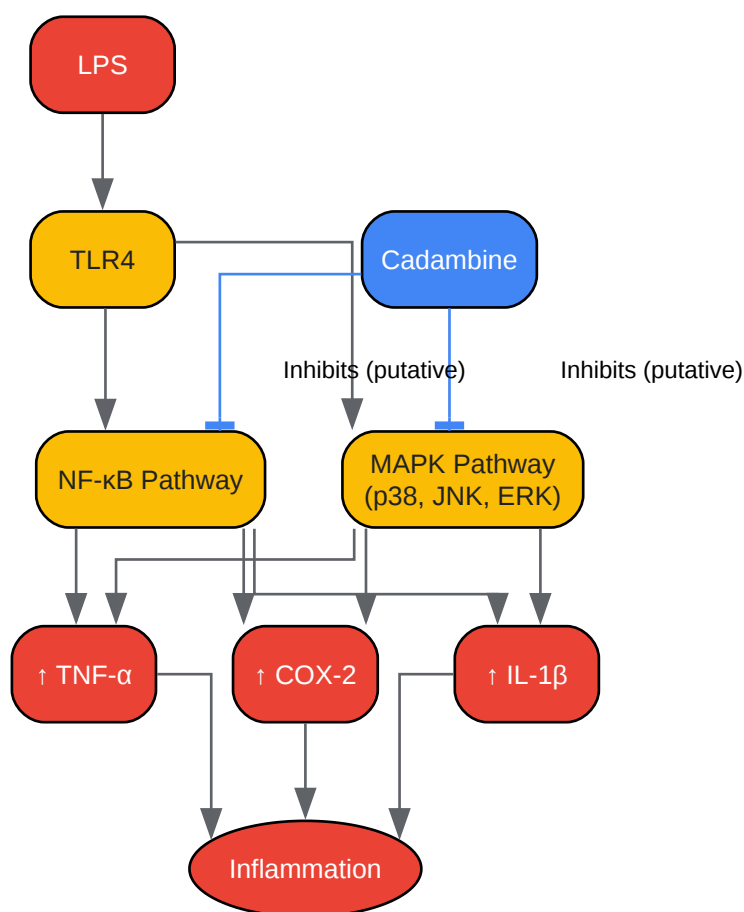 LPS
TLR4
Cadambine
Inhibits (putative)
Inhibits (putative)
NF-κB Pathway
MAPK Pathway
(p38, JNK, ERK)
↑ TNF-α
↑ COX-2
↑ IL-1β
Inflammation